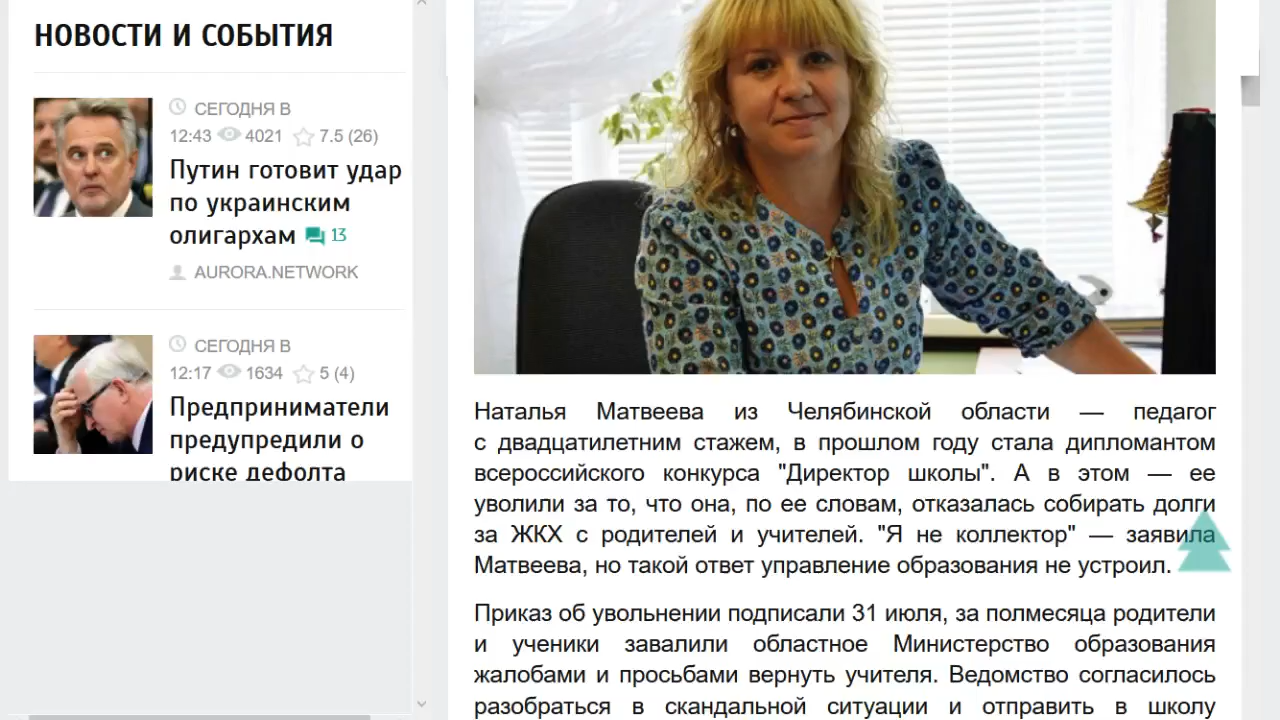 НОВОСТИ И СОБЫТИЯ
СЕГОДНЯ В
12:43 4021 7.5 (26)
Путин готовит удар
по украинским
олигархам 13
AURORA.NETWORK
СЕГОДНЯ В
12:17 1634 5 (4)
Предприниматели
предупредили о
риске дефолта
Наталья Матвеева из Челябинской области — педагог
с двадцатилетним стажем, в прошлом году стала дипломантом
всероссийского конкурса "Директор школы". А в этом — ее
уволили за то, что она, по ее словам, отказалась собирать долги
за ЖКХ с родителей и учителей. "Я не коллектор" — заявила
Матвеева, но такой ответ управление образования не устроил.
Приказ об увольнении подписали 31 июля, за полмесяца родители
и ученики завалили областное Министерство образования
жалобами и просьбами вернуть учителя. Ведомство согласилось
разобраться в скандальной ситуации и отправить в школу